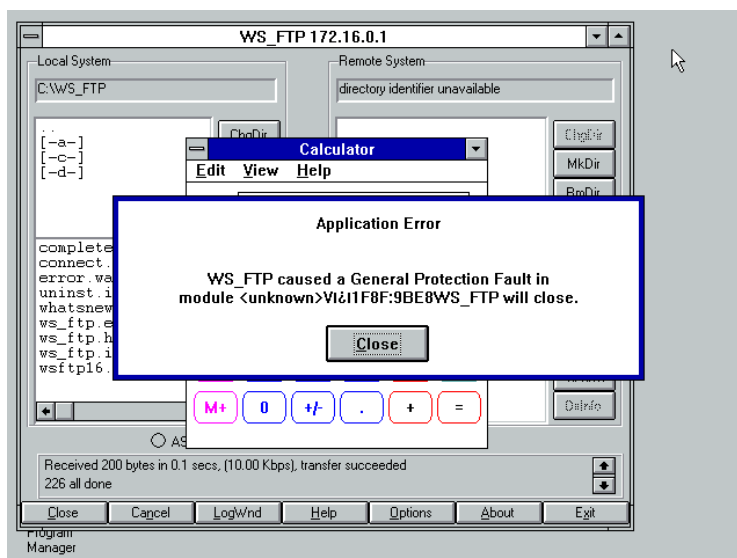 WS_FTP 172.16.0.1
Local System
Remote System
C:\WS_FTP
directory identifier unavailable
..
[-a-]
[-c-]
[-d-]
ChgDir
ChgDir
MkDir
Calculator
Edit View Help
Application Error
WS_FTP caused a General Protection Fault in
module <unknown>VI¿I1F8F:9BE8WS_FTP will close.
Close
complete
connect.
error.wa
uninst.i
whatsnew
ws_ftp.e
ws_ftp.h
ws_ftp.i
wsftp16.
M+ 0 +/- . + =
DirInfo
AS
Received 200 bytes in 0.1 secs, (10.00 Kbps), transfer succeeded
226 all done
Close Cancel LogWnd Help Options About Exit
Program
Manager